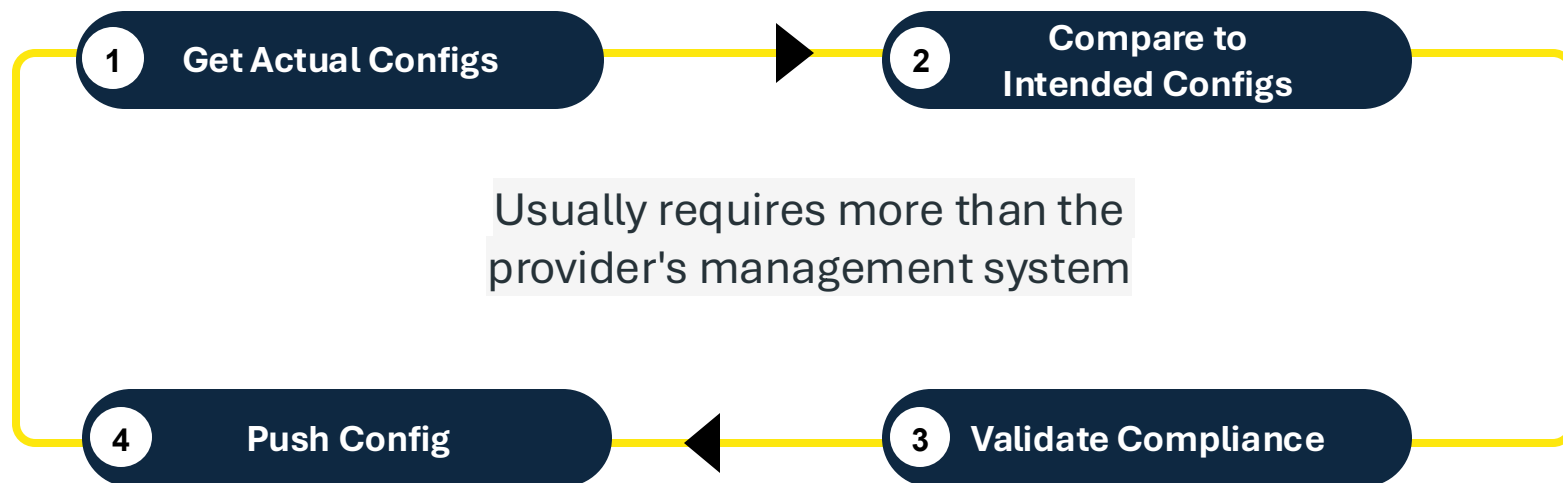 1 Get Actual Configs
2 Compare to
Intended Configs
Usually requires more than the
provider's management system
4 Push Config
3 Validate Compliance